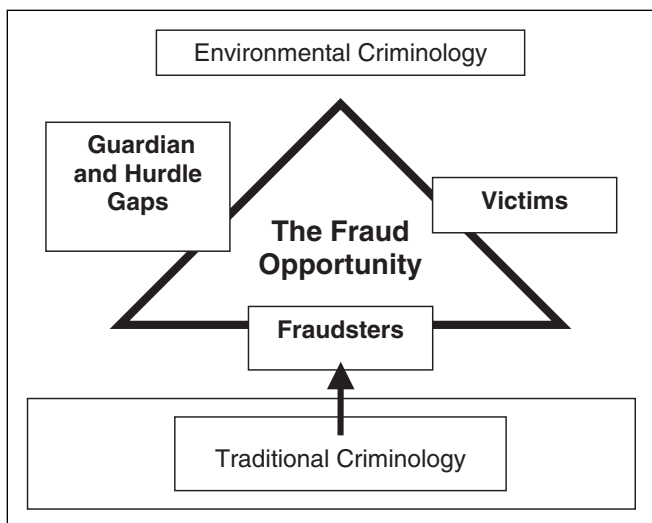 Environmental Criminology
Guardian
and Hurdle
Gaps
Victims
The Fraud
Opportunity
Fraudsters
Traditional Criminology